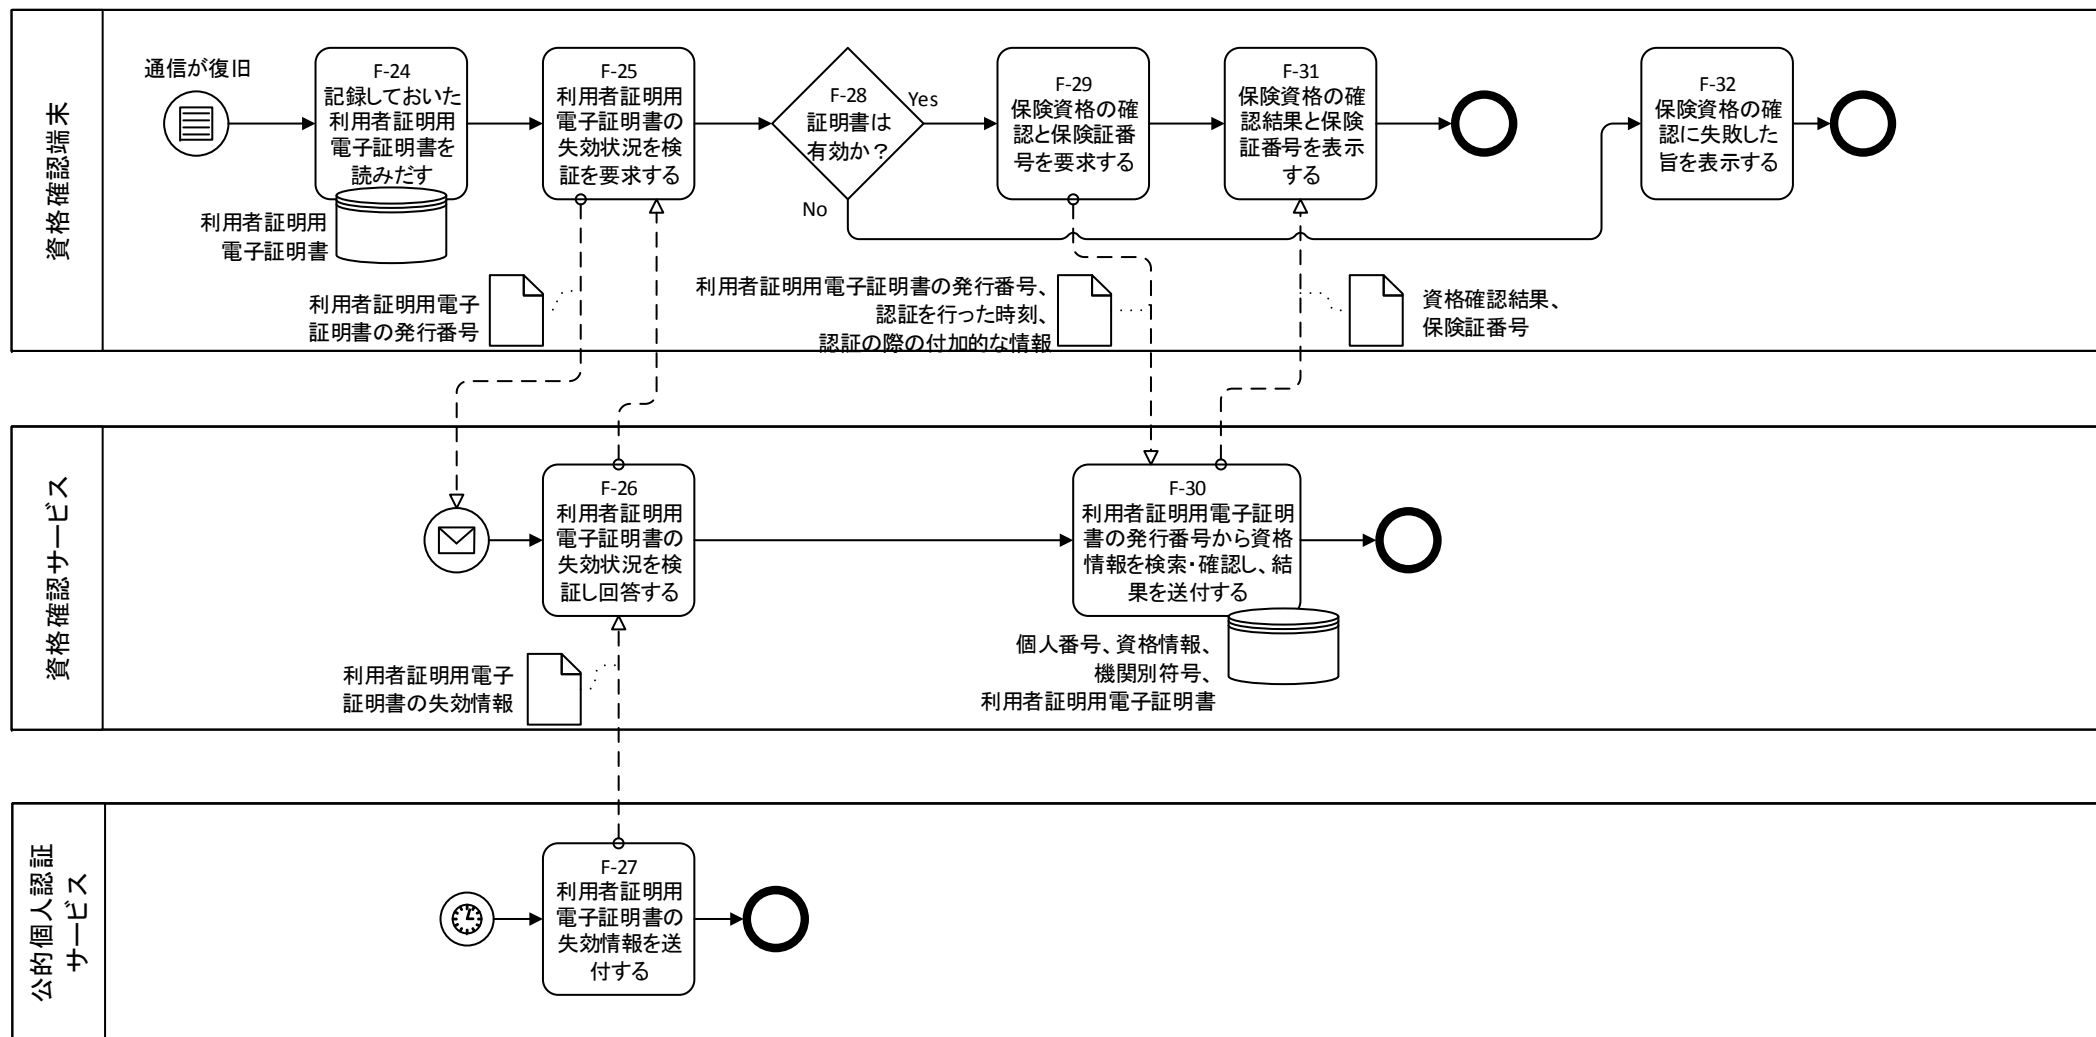 資格確認端末
通信が復旧
F-24
記録しておいた
利用者証明用
電子証明書を
読みだす
利用者証明用
電子証明書
F-25
利用者証明用
電子証明書の
失効状況を検
証を要求する
利用者証明用電子
証明書の発行番号
F-28
証明書は
有効か？
Yes
No
F-29
保険資格の確
認と保険証番
号を要求する
利用者証明用電子証明書の発行番号、
認証を行った時刻、
認証の際の付加的な情報
F-31
保険資格の確
認結果と保険
証番号を表示
する
資格確認結果、
保険証番号
F-32
保険資格の確
認に失敗した
旨を表示する
資格確認サービス
F-26
利用者証明用
電子証明書の
失効状況を検
証し回答する
利用者証明用電子
証明書の失効情報
F-30
利用者証明用電子証明
書の発行番号から資格
情報を検索・確認し、結
果を送付する
個人番号、資格情報、
機関別符号、
利用者証明用電子証明書
公的個人認証
サービス
F-27
利用者証明用
電子証明書の
失効情報を送
付する